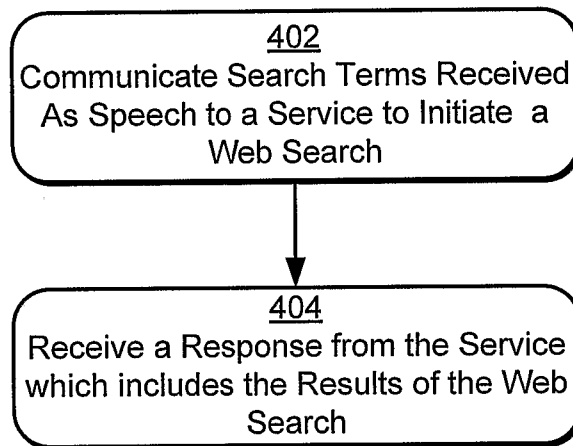 402
Communicate Search Terms Received
As Speech to a Service to Initiate a
Web Search
404
Receive a Response from the Service
which includes the Results of the Web
Search